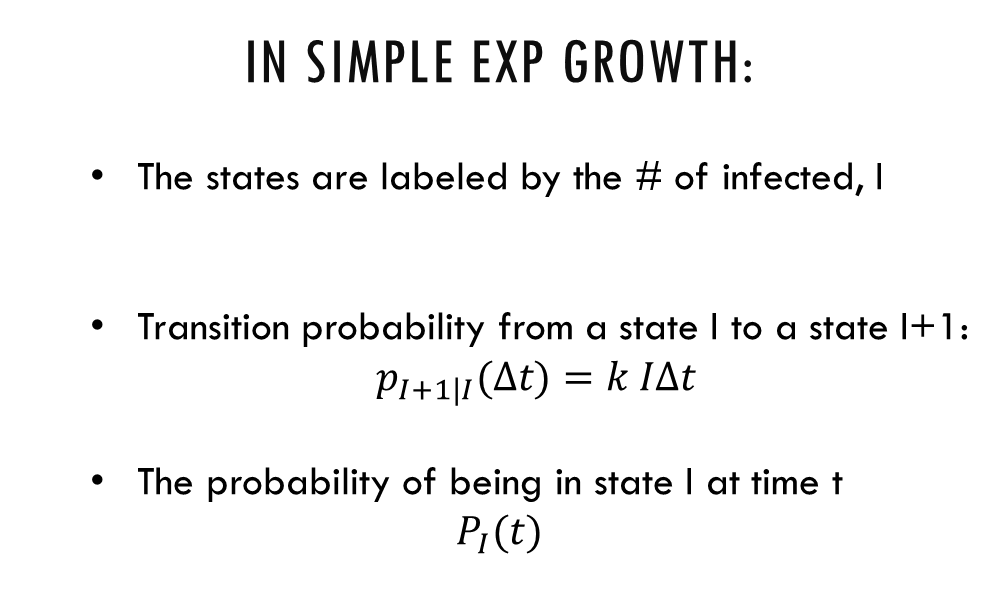 IN SIMPLE EXP GROWTH:
• The states are labeled by the # of infected, I
• Transition probability from a state I to a state I+1:
$p_{I+1|I}(\Delta t) = k\ I\Delta t$
• The probability of being in state I at time t
$P_I(t)$